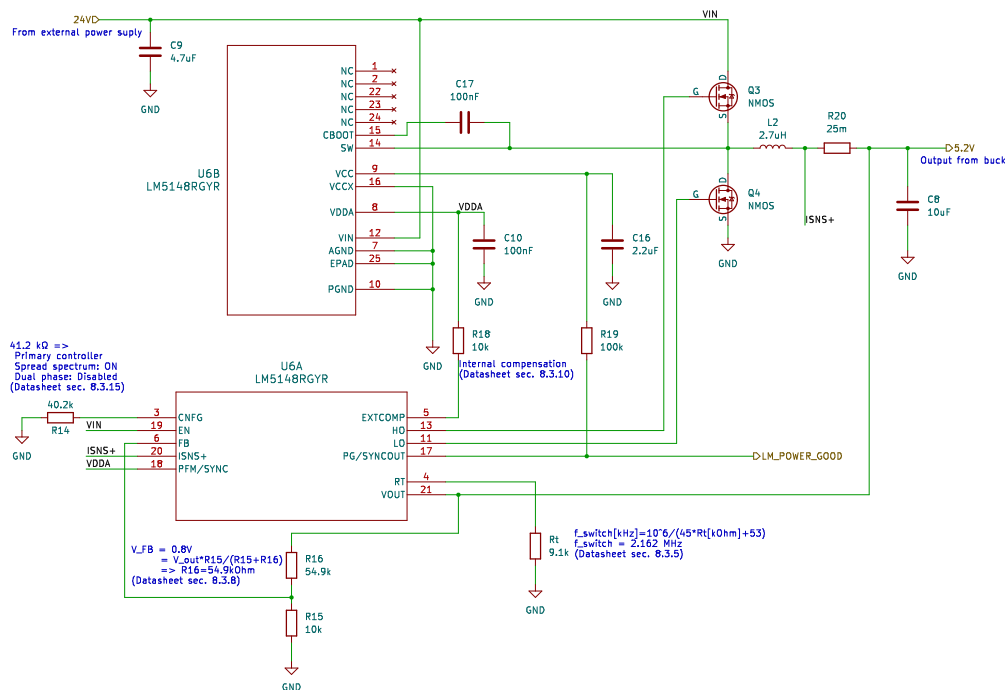 24V
From external power suply
C9
4.7uF
GND
U6B
LM5148RGYR
NC 1
NC 2
NC 22
NC 23
NC 24
CBOOT 15
SW 14
VCC 9
VCCX 16
VDDA 8
VIN 12
AGND 7
EPAD 25
PGND 10
C17
100nF
VIN
D
G
S
Q3
NMOS
L2
2.7uH
R20
25m
5.2V
Output from buck
D
G
S
Q4
NMOS
GND
ISNS+
C8
10uF
GND
VDDA
C10
100nF
GND
C16
2.2uF
GND
GND
R18
10k
R19
100k
Internal compensation
(Datasheet sec. 8.3.10)
41.2 kΩ =>
Primary controller
Spread spectrum: ON
Dual phase: Disabled
(Datasheet sec. 8.3.15)
40.2k
R14
GND
U6A
LM5148RGYR
3 CNFG
VIN 19 EN
6 FB
ISNS+ 20 ISNS+
VDDA 18 PFM/SYNC
EXTCOMP 5
HO 13
LO 11
PG/SYNCOUT 17
RT 4
VOUT 21
LM_POWER_GOOD
V_FB = 0.8V
= V_out*R15/(R15+R16)
=> R16=54.9kOhm
(Datasheet sec. 8.3.8)
R16
54.9k
R15
10k
GND
Rt
9.1k
GND
f_switch[kHz]=10^6/(45*Rt[kOhm]+53)
f_switch = 2.162 MHz
(Datasheet sec. 8.3.5)